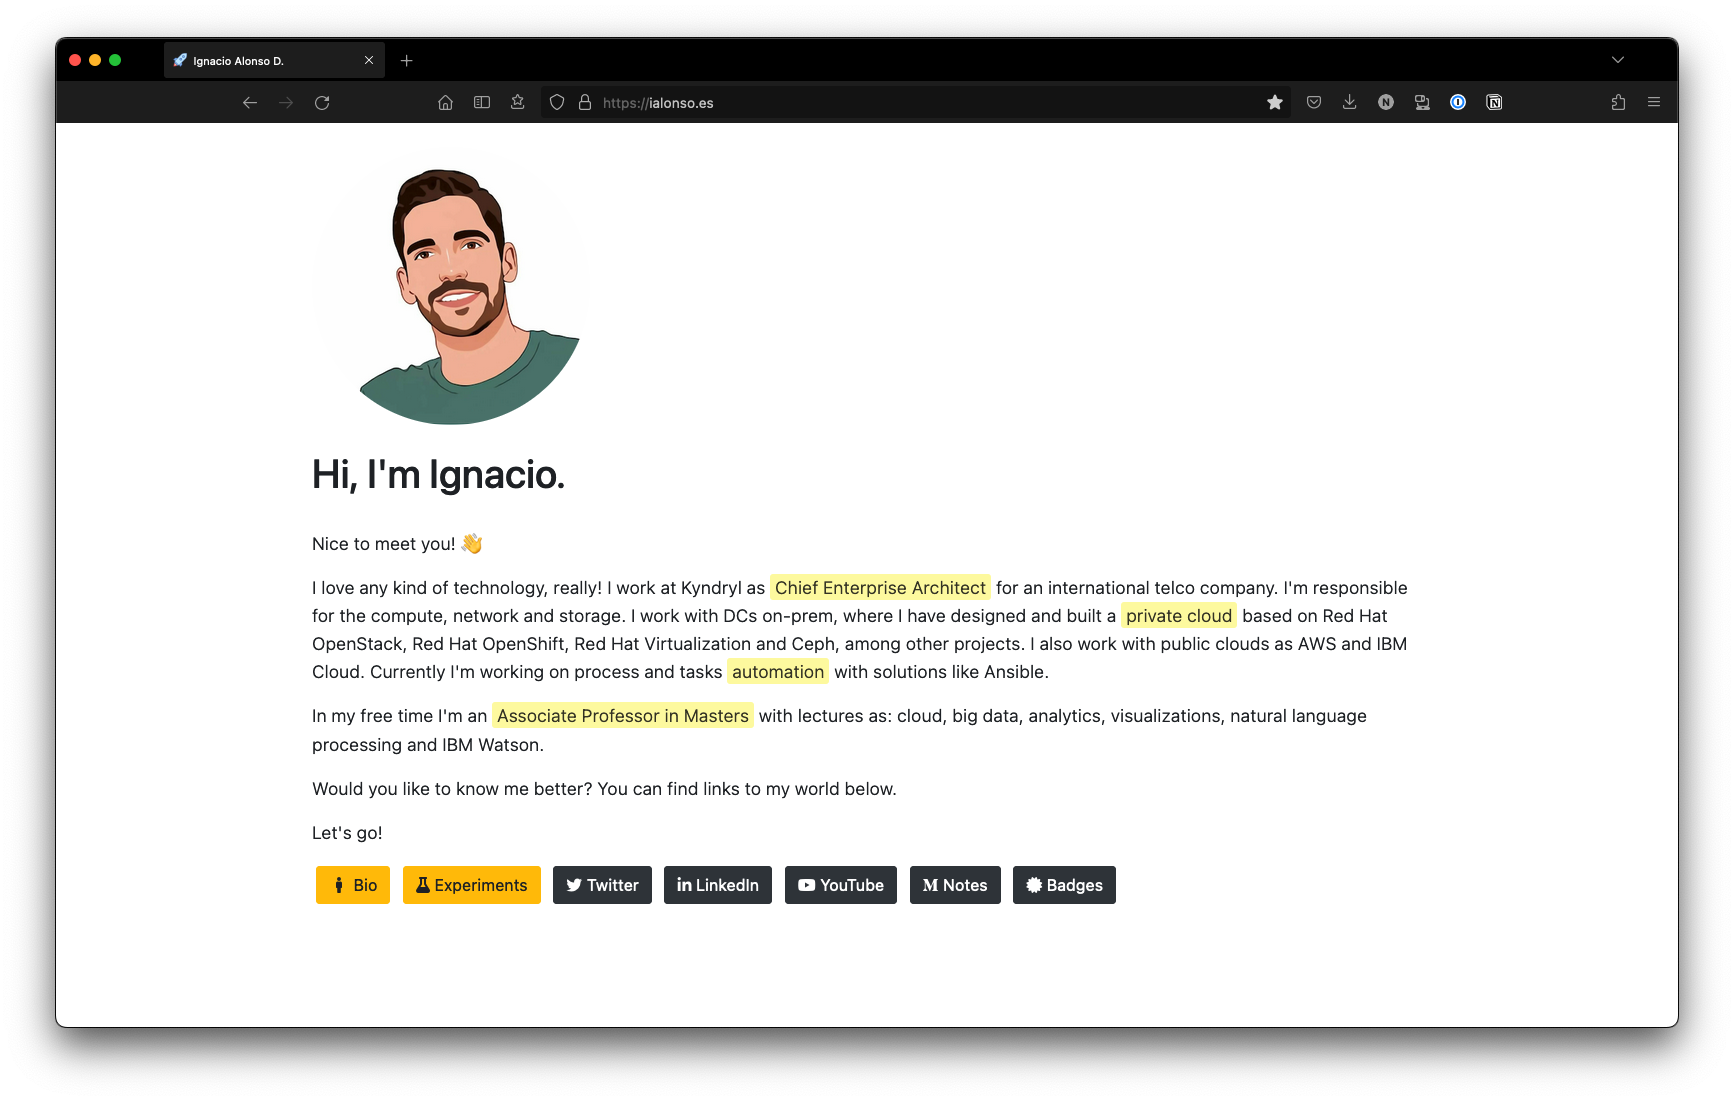 Ignacio Alonso D.
https://ialonso.es
Hi, I'm Ignacio.
Nice to meet you! 👋
I love any kind of technology, really! I work at Kyndryl as Chief Enterprise Architect for an international telco company. I'm responsible
for the compute, network and storage. I work with DCs on-prem, where I have designed and built a private cloud based on Red Hat
OpenStack, Red Hat OpenShift, Red Hat Virtualization and Ceph, among other projects. I also work with public clouds as AWS and IBM
Cloud. Currently I'm working on process and tasks automation with solutions like Ansible.
In my free time I'm an Associate Professor in Masters with lectures as: cloud, big data, analytics, visualizations, natural language
processing and IBM Watson.
Would you like to know me better? You can find links to my world below.
Let's go!
Bio Experiments Twitter LinkedIn YouTube Notes Badges